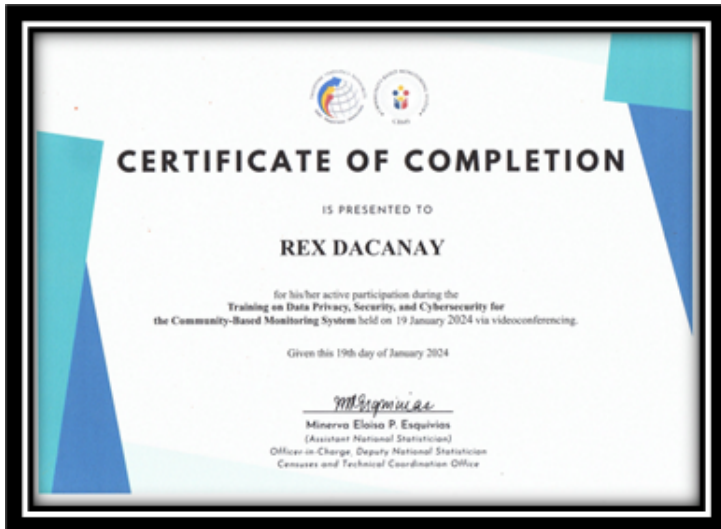 CBMS
CERTIFICATE OF COMPLETION
IS PRESENTED TO
REX DACANAY
for his/her active participation during the
Training on Data Privacy, Security, and Cybersecurity for
the Community-Based Monitoring System held on 19 January 2024 via videoconferencing.
Given this 19th day of January 2024
Minerva Eloisa P. Esquivias
(Assistant National Statistician)
Officer-in-Charge, Deputy National Statistician
Censuses and Technical Coordination Office